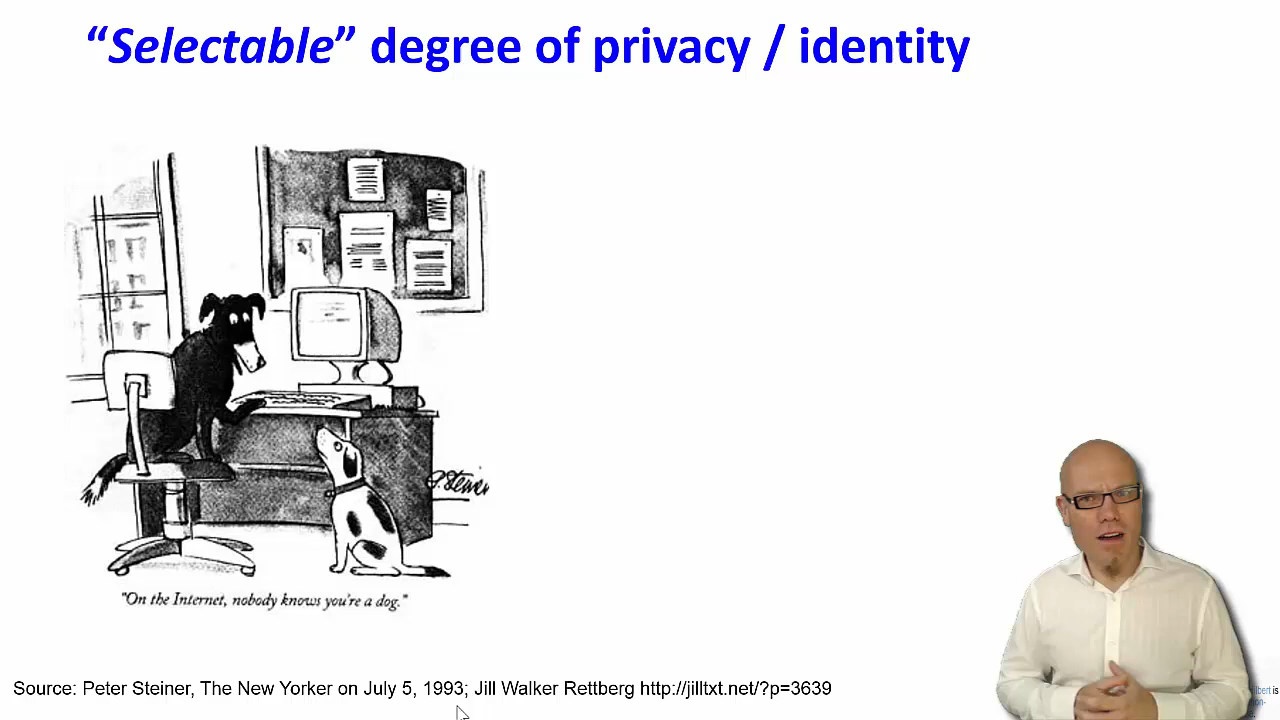 “Selectable” degree of privacy / identity
P. Steiner
"On the Internet, nobody knows you're a dog."
Source: Peter Steiner, The New Yorker on July 5, 1993; Jill Walker Rettberg http://jilltxt.net/?p=3639